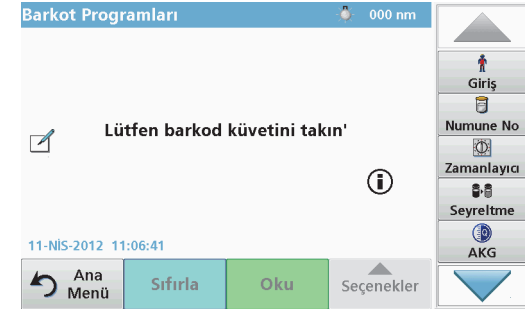 Barkot Programları
000 nm
Lütfen barkod küvetini takın'
11-NİS-2012 11:06:41
Ana
Menü
Sıfırla
Oku
Seçenekler
Giriş
Numune No
Zamanlayıcı
Seyreltme
AKG